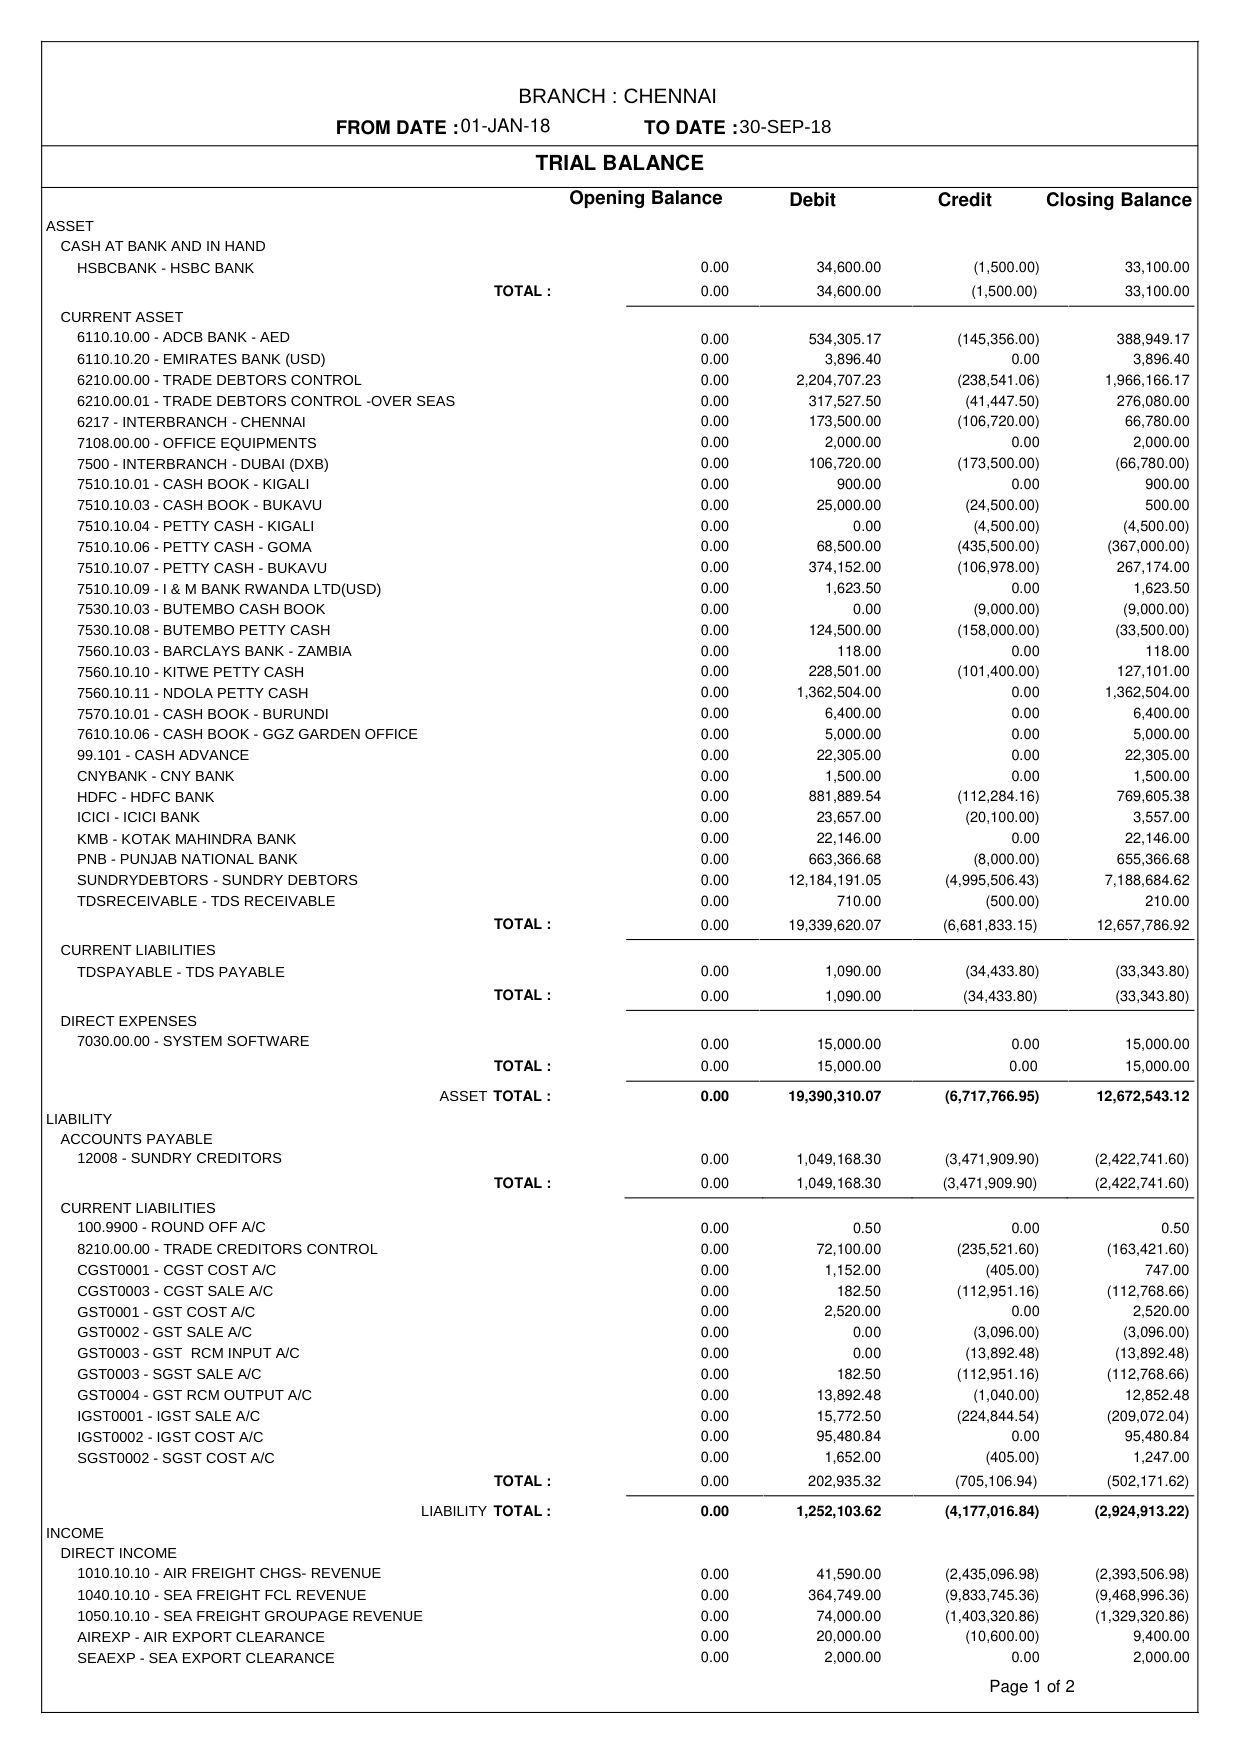 BRANCH : CHENNAI
FROM DATE : 01-JAN-18 TO DATE : 30-SEP-18
TRIAL BALANCE
Opening Balance Debit Credit Closing Balance
ASSET
CASH AT BANK AND IN HAND
HSBCBANK - HSBC BANK 0.00 34,600.00 (1,500.00) 33,100.00
TOTAL : 0.00 34,600.00 (1,500.00) 33,100.00
CURRENT ASSET
6110.10.00 - ADCB BANK - AED 0.00 534,305.17 (145,356.00) 388,949.17
6110.10.20 - EMIRATES BANK (USD) 0.00 3,896.40 0.00 3,896.40
6210.00.00 - TRADE DEBTORS CONTROL 0.00 2,204,707.23 (238,541.06) 1,966,166.17
6210.00.01 - TRADE DEBTORS CONTROL -OVER SEAS 0.00 317,527.50 (41,447.50) 276,080.00
6217 - INTERBRANCH - CHENNAI 0.00 173,500.00 (106,720.00) 66,780.00
7108.00.00 - OFFICE EQUIPMENTS 0.00 2,000.00 0.00 2,000.00
7500 - INTERBRANCH - DUBAI (DXB) 0.00 106,720.00 (173,500.00) (66,780.00)
7510.10.01 - CASH BOOK - KIGALI 0.00 900.00 0.00 900.00
7510.10.03 - CASH BOOK - BUKAVU 0.00 25,000.00 (24,500.00) 500.00
7510.10.04 - PETTY CASH - KIGALI 0.00 0.00 (4,500.00) (4,500.00)
7510.10.06 - PETTY CASH - GOMA 0.00 68,500.00 (435,500.00) (367,000.00)
7510.10.07 - PETTY CASH - BUKAVU 0.00 374,152.00 (106,978.00) 267,174.00
7510.10.09 - I & M BANK RWANDA LTD(USD) 0.00 1,623.50 0.00 1,623.50
7530.10.03 - BUTEMBO CASH BOOK 0.00 0.00 (9,000.00) (9,000.00)
7530.10.08 - BUTEMBO PETTY CASH 0.00 124,500.00 (158,000.00) (33,500.00)
7560.10.03 - BARCLAYS BANK - ZAMBIA 0.00 118.00 0.00 118.00
7560.10.10 - KITWE PETTY CASH 0.00 228,501.00 (101,400.00) 127,101.00
7560.10.11 - NDOLA PETTY CASH 0.00 1,362,504.00 0.00 1,362,504.00
7570.10.01 - CASH BOOK - BURUNDI 0.00 6,400.00 0.00 6,400.00
7610.10.06 - CASH BOOK - GGZ GARDEN OFFICE 0.00 5,000.00 0.00 5,000.00
99.101 - CASH ADVANCE 0.00 22,305.00 0.00 22,305.00
CNYBANK - CNY BANK 0.00 1,500.00 0.00 1,500.00
HDFC - HDFC BANK 0.00 881,889.54 (112,284.16) 769,605.38
ICICI - ICICI BANK 0.00 23,657.00 (20,100.00) 3,557.00
KMB - KOTAK MAHINDRA BANK 0.00 22,146.00 0.00 22,146.00
PNB - PUNJAB NATIONAL BANK 0.00 663,366.68 (8,000.00) 655,366.68
SUNDRYDEBTORS - SUNDRY DEBTORS 0.00 12,184,191.05 (4,995,506.43) 7,188,684.62
TDSRECEIVABLE - TDS RECEIVABLE 0.00 710.00 (500.00) 210.00
TOTAL : 0.00 19,339,620.07 (6,681,833.15) 12,657,786.92
CURRENT LIABILITIES
TDSPAYABLE - TDS PAYABLE 0.00 1,090.00 (34,433.80) (33,343.80)
TOTAL : 0.00 1,090.00 (34,433.80) (33,343.80)
DIRECT EXPENSES
7030.00.00 - SYSTEM SOFTWARE 0.00 15,000.00 0.00 15,000.00
TOTAL : 0.00 15,000.00 0.00 15,000.00
ASSET TOTAL : 0.00 19,390,310.07 (6,717,766.95) 12,672,543.12
LIABILITY
ACCOUNTS PAYABLE
12008 - SUNDRY CREDITORS 0.00 1,049,168.30 (3,471,909.90) (2,422,741.60)
TOTAL : 0.00 1,049,168.30 (3,471,909.90) (2,422,741.60)
CURRENT LIABILITIES
100.9900 - ROUND OFF A/C 0.00 0.50 0.00 0.50
8210.00.00 - TRADE CREDITORS CONTROL 0.00 72,100.00 (235,521.60) (163,421.60)
CGST0001 - CGST COST A/C 0.00 1,152.00 (405.00) 747.00
CGST0003 - CGST SALE A/C 0.00 182.50 (112,951.16) (112,768.66)
GST0001 - GST COST A/C 0.00 2,520.00 0.00 2,520.00
GST0002 - GST SALE A/C 0.00 0.00 (3,096.00) (3,096.00)
GST0003 - GST RCM INPUT A/C 0.00 0.00 (13,892.48) (13,892.48)
GST0003 - SGST SALE A/C 0.00 182.50 (112,951.16) (112,768.66)
GST0004 - GST RCM OUTPUT A/C 0.00 13,892.48 (1,040.00) 12,852.48
IGST0001 - IGST SALE A/C 0.00 15,772.50 (224,844.54) (209,072.04)
IGST0002 - IGST COST A/C 0.00 95,480.84 0.00 95,480.84
SGST0002 - SGST COST A/C 0.00 1,652.00 (405.00) 1,247.00
TOTAL : 0.00 202,935.32 (705,106.94) (502,171.62)
LIABILITY TOTAL : 0.00 1,252,103.62 (4,177,016.84) (2,924,913.22)
INCOME
DIRECT INCOME
1010.10.10 - AIR FREIGHT CHGS- REVENUE 0.00 41,590.00 (2,435,096.98) (2,393,506.98)
1040.10.10 - SEA FREIGHT FCL REVENUE 0.00 364,749.00 (9,833,745.36) (9,468,996.36)
1050.10.10 - SEA FREIGHT GROUPAGE REVENUE 0.00 74,000.00 (1,403,320.86) (1,329,320.86)
AIREXP - AIR EXPORT CLEARANCE 0.00 20,000.00 (10,600.00) 9,400.00
SEAEXP - SEA EXPORT CLEARANCE 0.00 2,000.00 0.00 2,000.00
Page 1 of 2